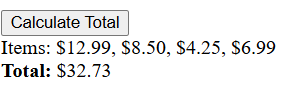 Calculate Total
Items: $12.99, $8.50, $4.25, $6.99
Total: $32.73